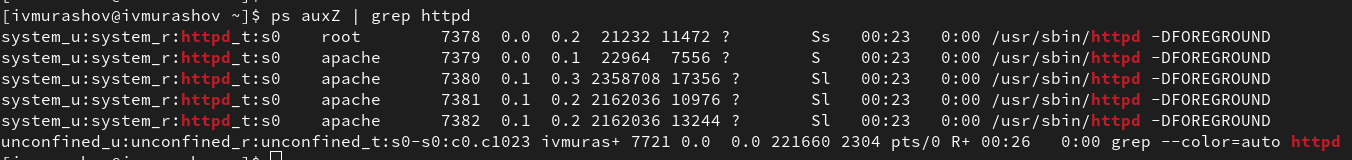 [ivmurashov@ivmurashov ~]$ ps auxZ | grep httpd
system_u:system_r:httpd_t:s0    root        7378  0.0  0.2  21232 11472 ?        Ss   00:23   0:00 /usr/sbin/httpd -DFOREGROUND
system_u:system_r:httpd_t:s0    apache      7379  0.0  0.1  22964  7556 ?        S    00:23   0:00 /usr/sbin/httpd -DFOREGROUND
system_u:system_r:httpd_t:s0    apache      7380  0.1  0.3 2358708 17356 ?       Sl   00:23   0:00 /usr/sbin/httpd -DFOREGROUND
system_u:system_r:httpd_t:s0    apache      7381  0.1  0.2 2162036 10976 ?       Sl   00:23   0:00 /usr/sbin/httpd -DFOREGROUND
system_u:system_r:httpd_t:s0    apache      7382  0.1  0.2 2162036 13244 ?       Sl   00:23   0:00 /usr/sbin/httpd -DFOREGROUND
unconfined_u:unconfined_r:unconfined_t:s0-s0:c0.c1023 ivmuras+ 7721 0.0  0.0 221660 2304 pts/0 R+ 00:26   0:00 grep --color=auto httpd
[ivmurashov@ivmurashov ~]$